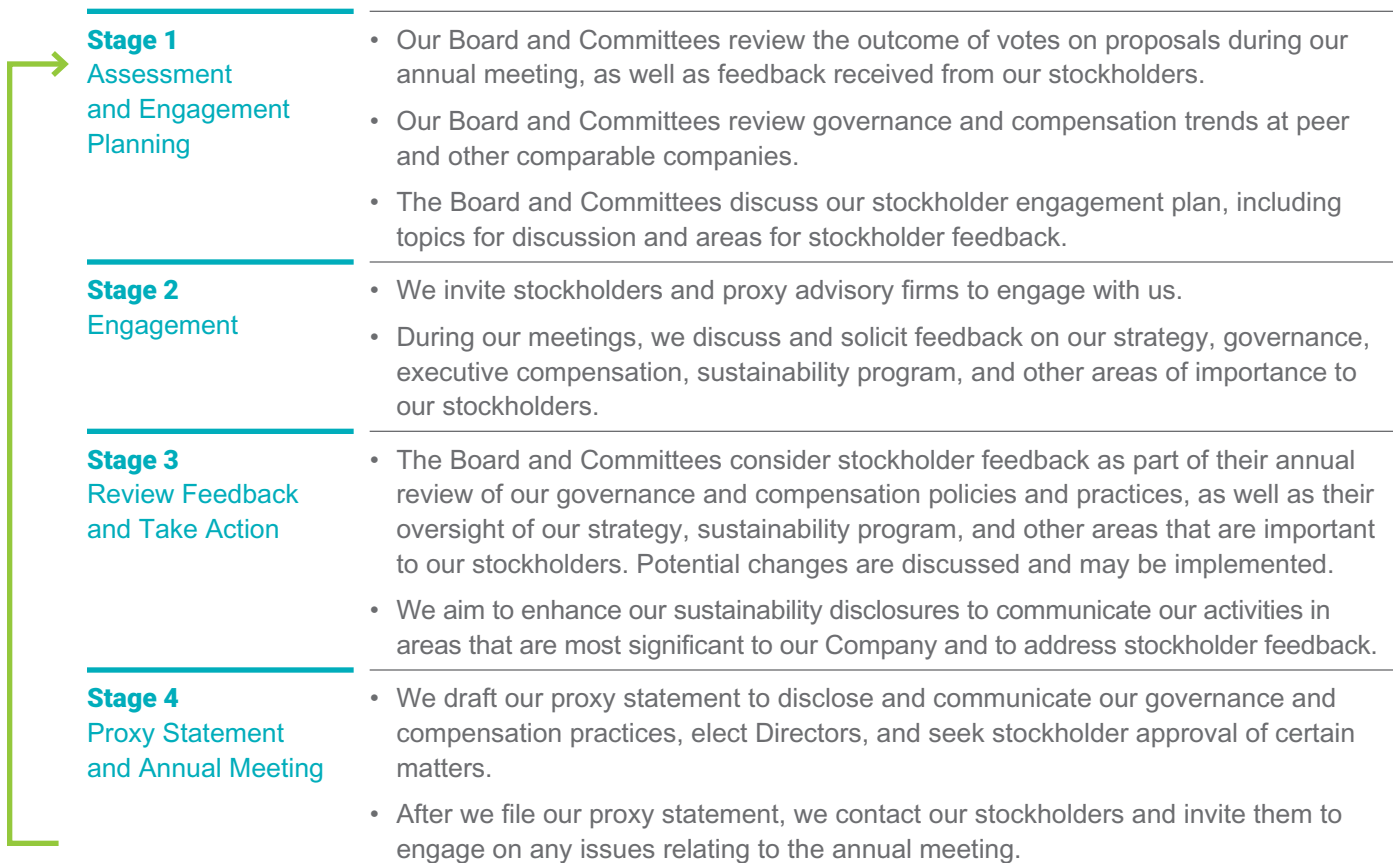 Stage 1
Assessment
and Engagement
Planning
• Our Board and Committees review the outcome of votes on proposals during our
annual meeting, as well as feedback received from our stockholders.
• Our Board and Committees review governance and compensation trends at peer
and other comparable companies.
• The Board and Committees discuss our stockholder engagement plan, including
topics for discussion and areas for stockholder feedback.
Stage 2
Engagement
• We invite stockholders and proxy advisory firms to engage with us.
• During our meetings, we discuss and solicit feedback on our strategy, governance,
executive compensation, sustainability program, and other areas of importance to
our stockholders.
Stage 3
Review Feedback
and Take Action
• The Board and Committees consider stockholder feedback as part of their annual
review of our governance and compensation policies and practices, as well as their
oversight of our strategy, sustainability program, and other areas that are important
to our stockholders. Potential changes are discussed and may be implemented.
• We aim to enhance our sustainability disclosures to communicate our activities in
areas that are most significant to our Company and to address stockholder feedback.
Stage 4
Proxy Statement
and Annual Meeting
• We draft our proxy statement to disclose and communicate our governance and
compensation practices, elect Directors, and seek stockholder approval of certain
matters.
• After we file our proxy statement, we contact our stockholders and invite them to
engage on any issues relating to the annual meeting.